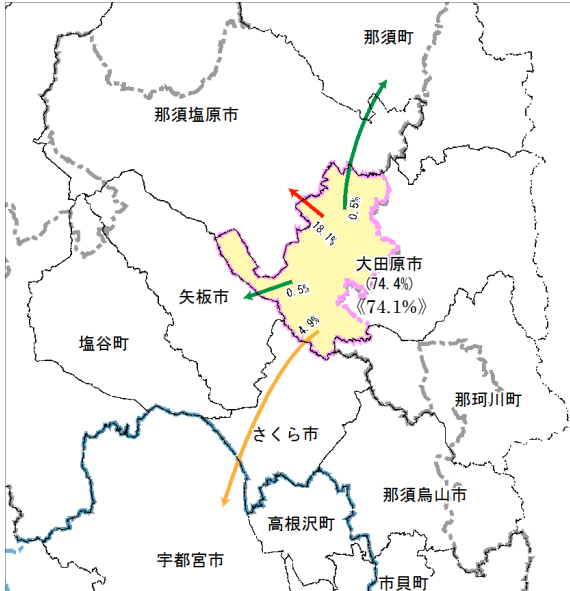 那須町
那須塩原市
0.5%
18.1%
大田原市
(74.4%)
《74.1%》
矢板市
0.5%
4.9%
塩谷町
那珂川町
さくら市
那須烏山市
高根沢町
宇都宮市
市貝町